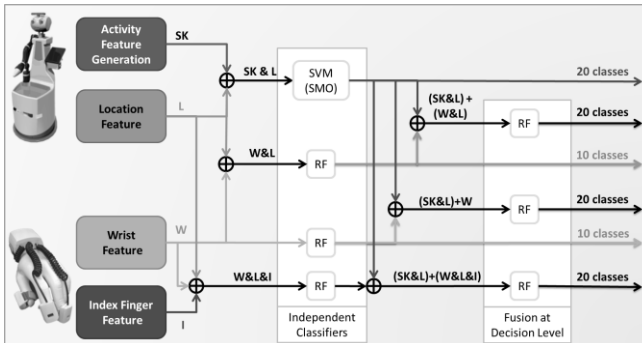 Activity
Feature
Generation
SK
Location
Feature
L
Wrist
Feature
W
Index Finger
Feature
I
SK & L
W&L
W&L&I
SVM
(SMO)
RF
RF
RF
Independent
Classifiers
(SK&L) +
(W&L)
(SK&L)+W
(SK&L)+(W&L&I)
RF
RF
RF
Fusion at
Decision Level
20 classes
20 classes
10 classes
20 classes
10 classes
20 classes